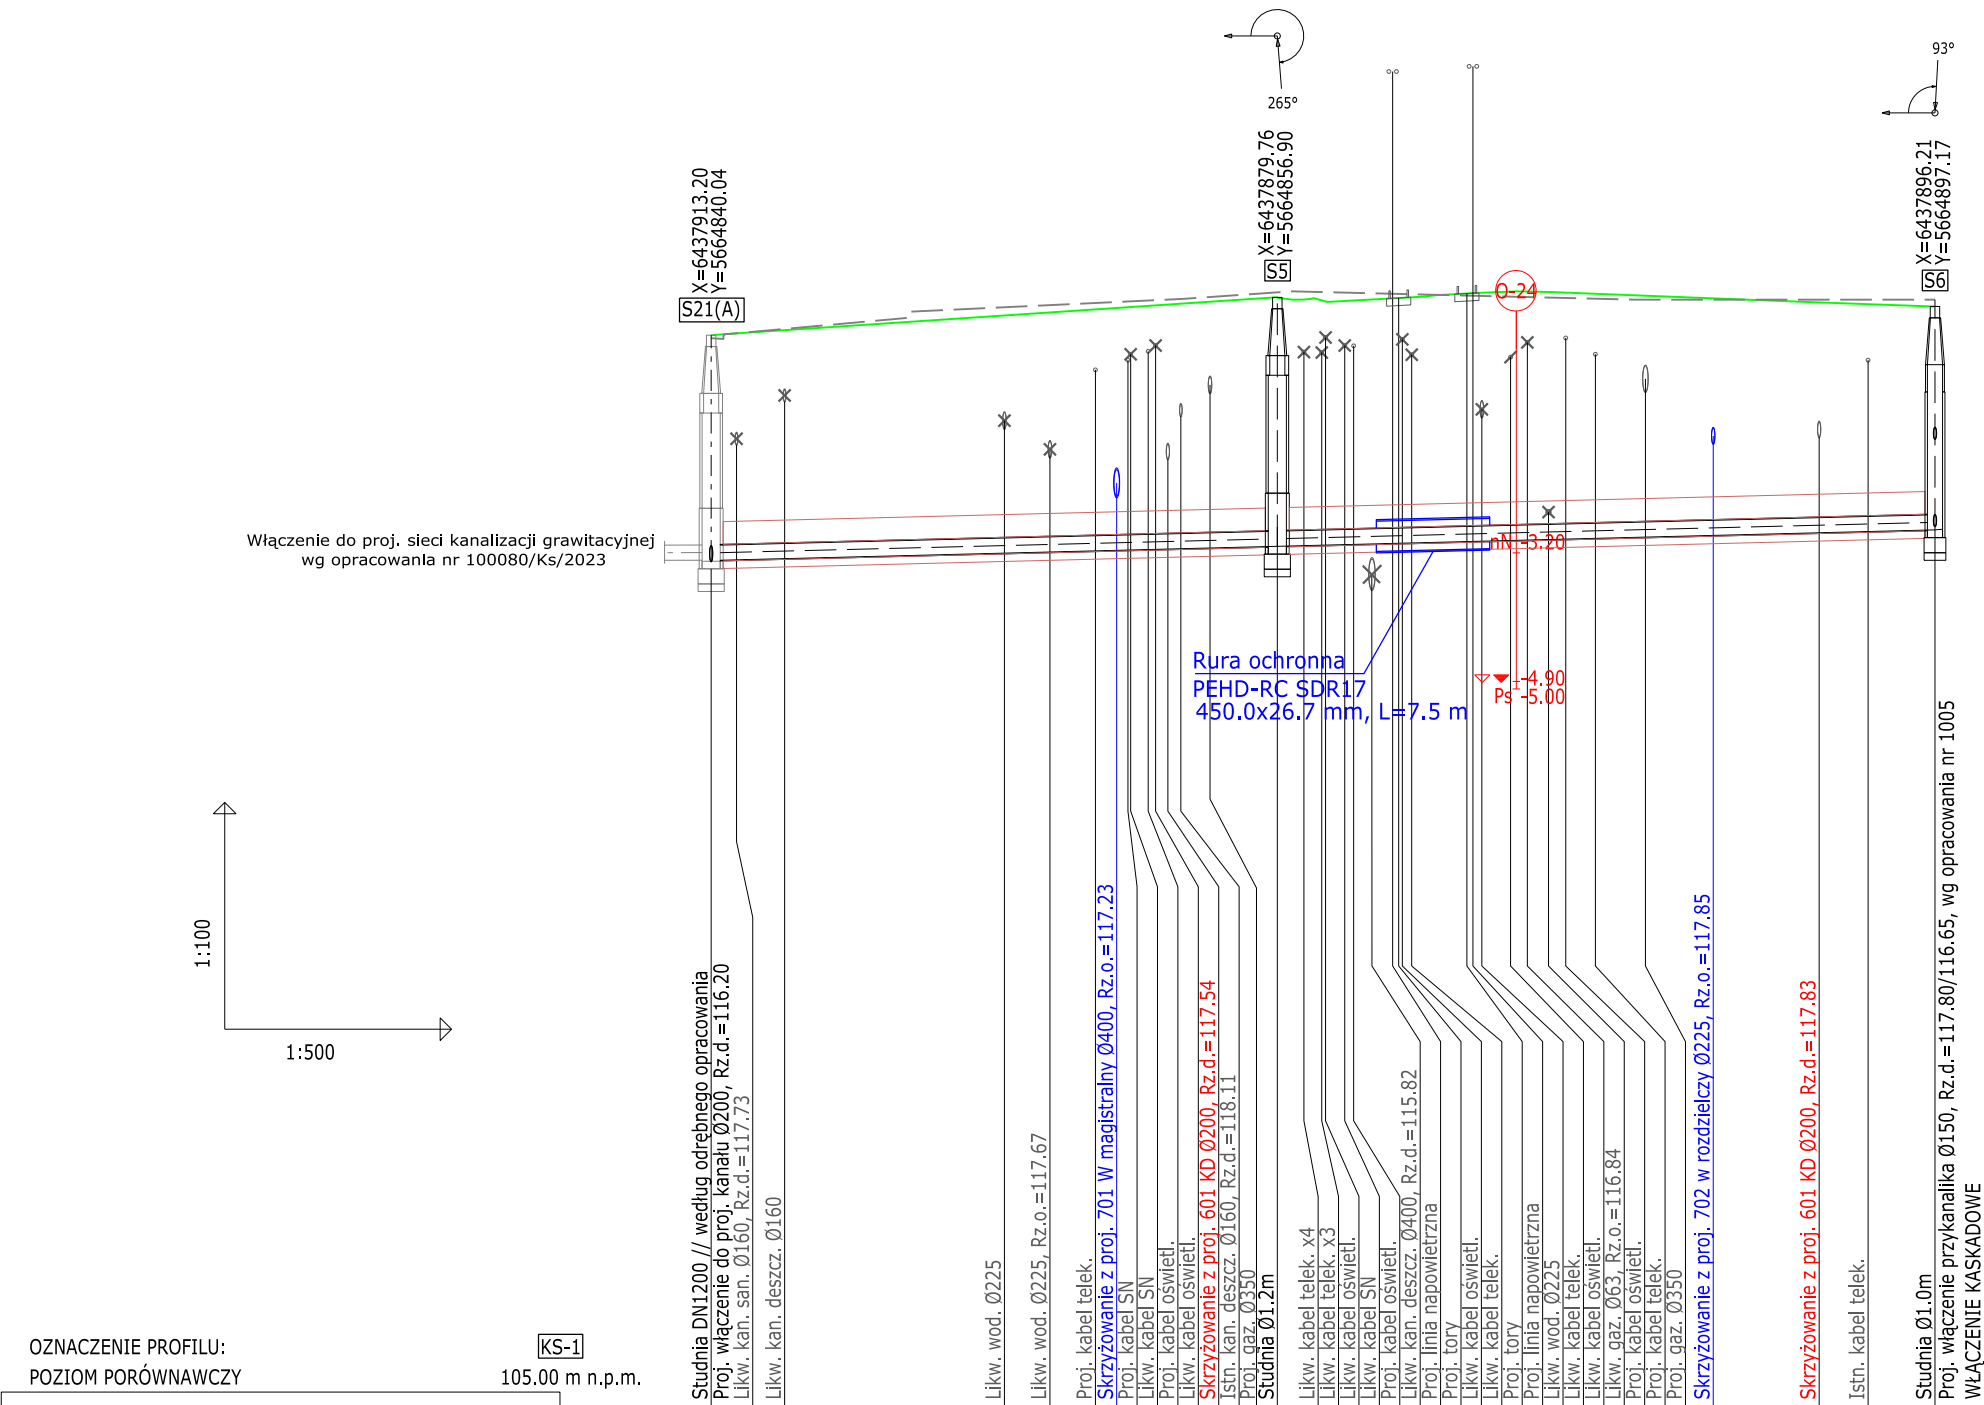 265°
93°
X=6437913.20
Y=5664840.04
S21(A)
X=6437879.76
Y=5664856.90
S5
X=6437896.21
Y=5664897.17
S6
O-24
Włączenie do proj. sieci kanalizacji grawitacyjnej
wg opracowania nr 100080/Ks/2023
nN -3.20
Rura ochronna
PEHD-RC SDR17
450.0x26.7 mm, L=7.5 m
-4.90
Ps -5.00
1:100
1:500
Studnia DN1200 // według odrębnego opracowania
Proj. włączenie do proj. kanału Ø200, Rz.d.=116.20
Likw. kan. san. Ø160, Rz.d.=117.73
Likw. kan. deszcz. Ø160
Likw. wod. Ø225
Likw. wod. Ø225, Rz.o.=117.67
Proj. kabel telek.
Skrzyżowanie z proj. 701 W magistralny Ø400, Rz.o.=117.23
Proj. kabel SN
Likw. kabel SN
Proj. kabel oświetl.
Likw. kabel oświetl.
Skrzyżowanie z proj. 601 KD Ø200, Rz.d.=117.54
Istn. kan. deszcz. Ø160, Rz.d.=118.11
Proj. gaz. Ø350
Studnia Ø1.2m
Likw. kabel telek. x4
Likw. kabel telek. x3
Likw. kabel oświetl.
Likw. kabel SN
Proj. kabel oświetl.
Likw. kan. deszcz. Ø400, Rz.d.=115.82
Proj. linia napowietrzna
Proj. tory
Likw. kabel oświetl.
Likw. kabel telek.
Proj. tory
Proj. linia napowietrzna
Likw. wod. Ø225
Likw. kabel telek.
Likw. kabel oświetl.
Likw. gaz. Ø63, Rz.o.=116.84
Proj. kabel oświetl.
Proj. kabel telek.
Proj. gaz. Ø350
Skrzyżowanie z proj. 702 w rozdzielczy Ø225, Rz.o.=117.85
Skrzyżowanie z proj. 601 KD Ø200, Rz.d.=117.83
Istn. kabel telek.
Studnia Ø1.0m
Proj. włączenie przykanalika Ø150, Rz.d.=117.80/116.65, wg opracowania nr 1005
WŁĄCZENIE KASKADOWE
OZNACZENIE PROFILU:
KS-1
POZIOM PORÓWNAWCZY
105.00 m n.p.m.